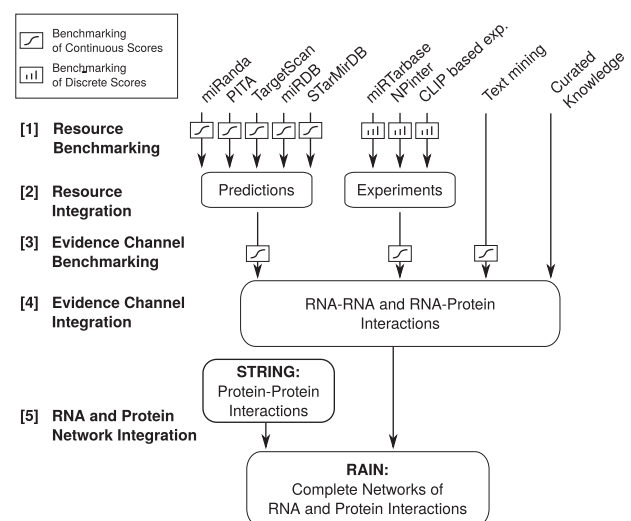 Benchmarking
of Continuous Scores
Benchmarking
of Discrete Scores
miRanda
PITA
TargetScan
miRDB
STarMirDB
miRTarbase
NPinter
CLIP based exp.
Text mining
Curated
Knowledge
[1] Resource
Benchmarking
[2] Resource
Integration
Predictions
Experiments
[3] Evidence Channel
Benchmarking
[4] Evidence Channel
Integration
RNA-RNA and RNA-Protein
Interactions
STRING:
Protein-Protein
Interactions
[5] RNA and Protein
Network Integration
RAIN:
Complete Networks of
RNA and Protein Interactions